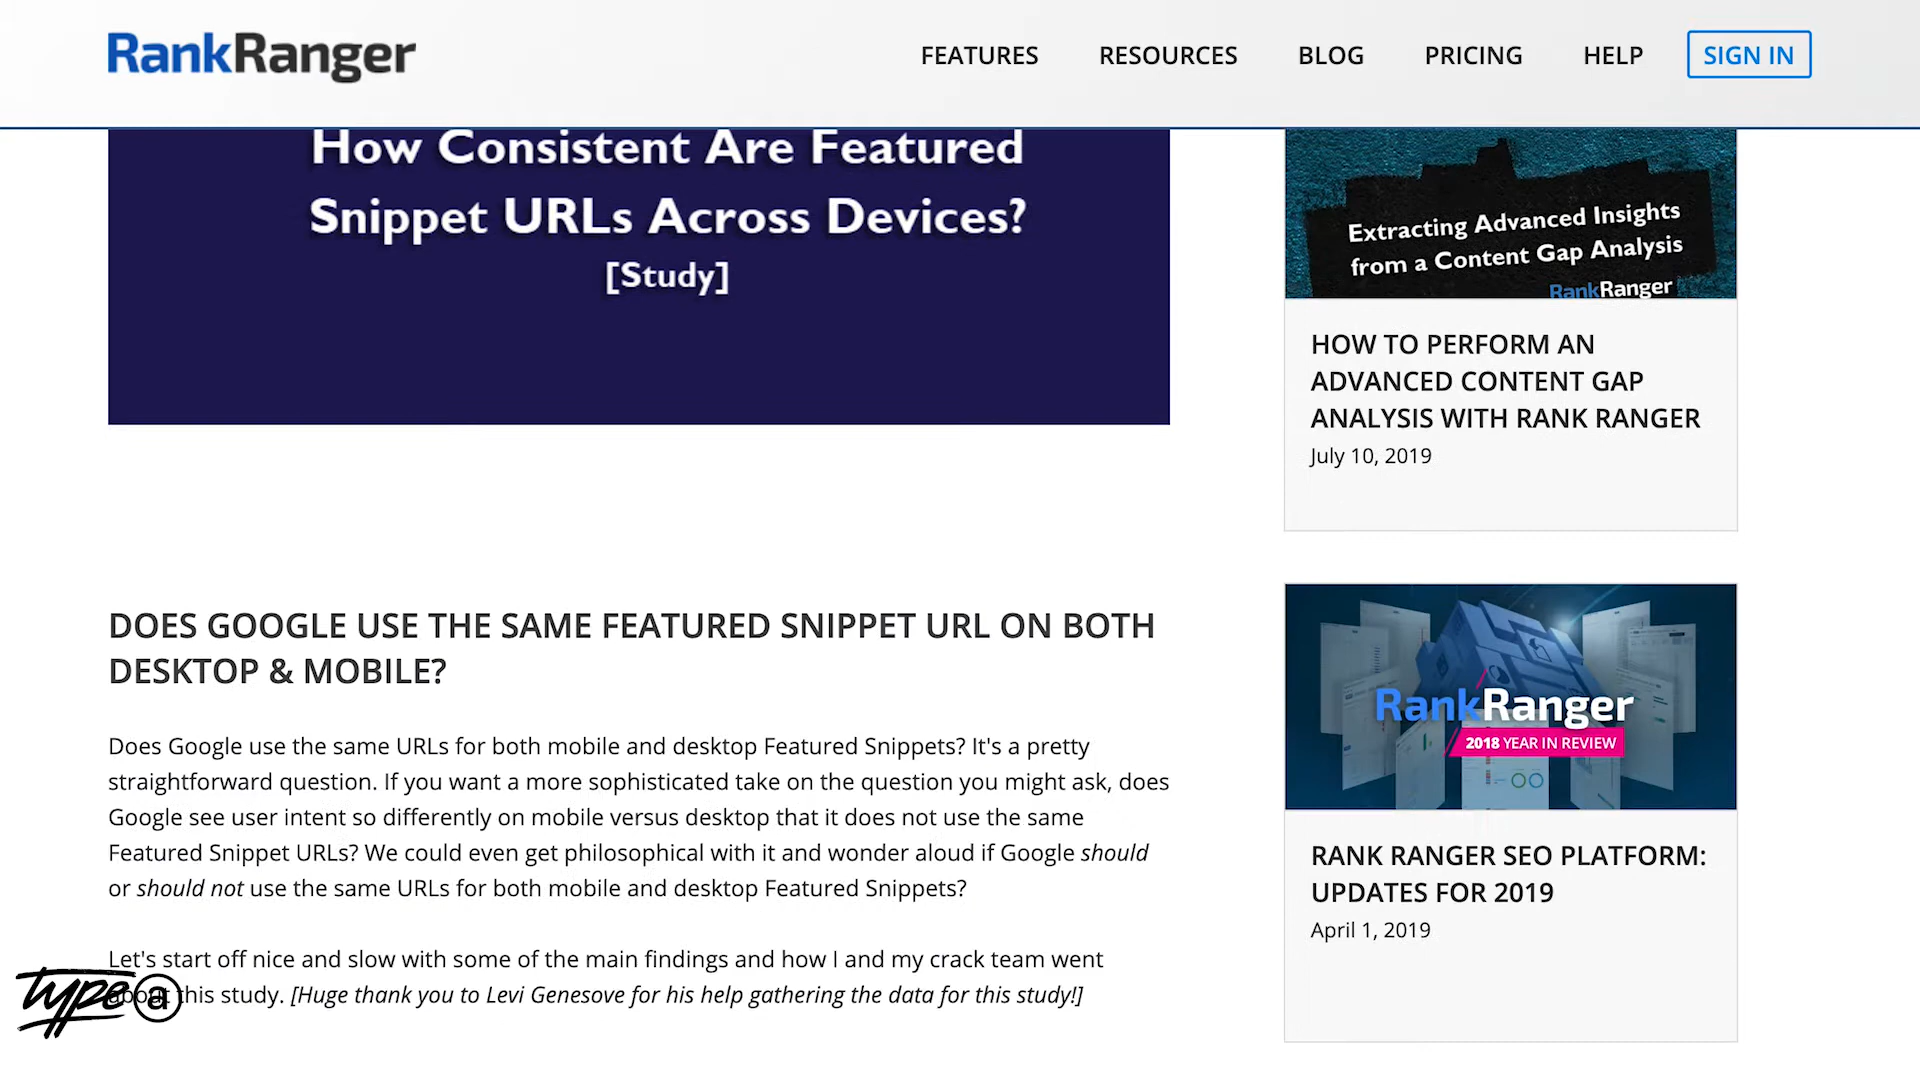 RankRanger
FEATURES
RESOURCES
BLOG
PRICING
HELP
SIGN IN
How Consistent Are Featured
Snippet URLs Across Devices?
[Study]
DOES GOOGLE USE THE SAME FEATURED SNIPPET URL ON BOTH
DESKTOP & MOBILE?
Does Google use the same URLs for both mobile and desktop Featured Snippets? It's a pretty
straightforward question. If you want a more sophisticated take on the question you might ask, does
Google see user intent so differently on mobile versus desktop that it does not use the same
Featured Snippet URLs? We could even get philosophical with it and wonder aloud if Google should
or should not use the same URLs for both mobile and desktop Featured Snippets?
Let's start off nice and slow with some of the main findings and how I and my crack team went
about this study. [Huge thank you to Levi Genesove for his help gathering the data for this study!]
type a
Extracting Advanced Insights
from a Content Gap Analysis
RankRanger
HOW TO PERFORM AN
ADVANCED CONTENT GAP
ANALYSIS WITH RANK RANGER
July 10, 2019
RankRanger
2018 YEAR IN REVIEW
RANK RANGER SEO PLATFORM:
UPDATES FOR 2019
April 1, 2019